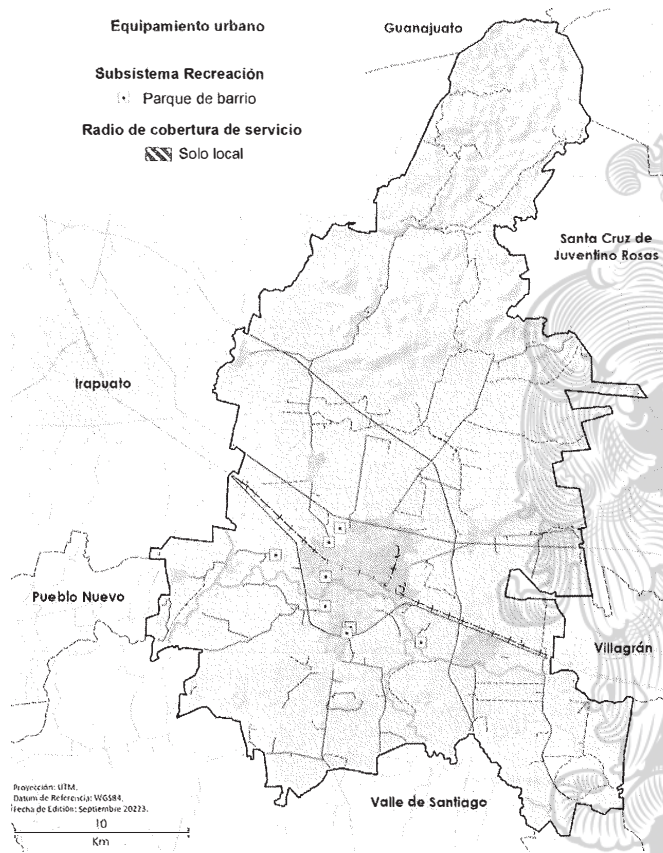 Equipamiento urbano
Guanajuato
Subsistema Recreación
Parque de barrio
Radio de cobertura de servicio
Solo local
Santa Cruz de
Juventino Rosas
Irapuato
Pueblo Nuevo
Villagrán
Proyección: UTM.
Datum de Referencia: WGS84.
Fecha de Edición: Septiembre 20223.
Valle de Santiago
10
Km